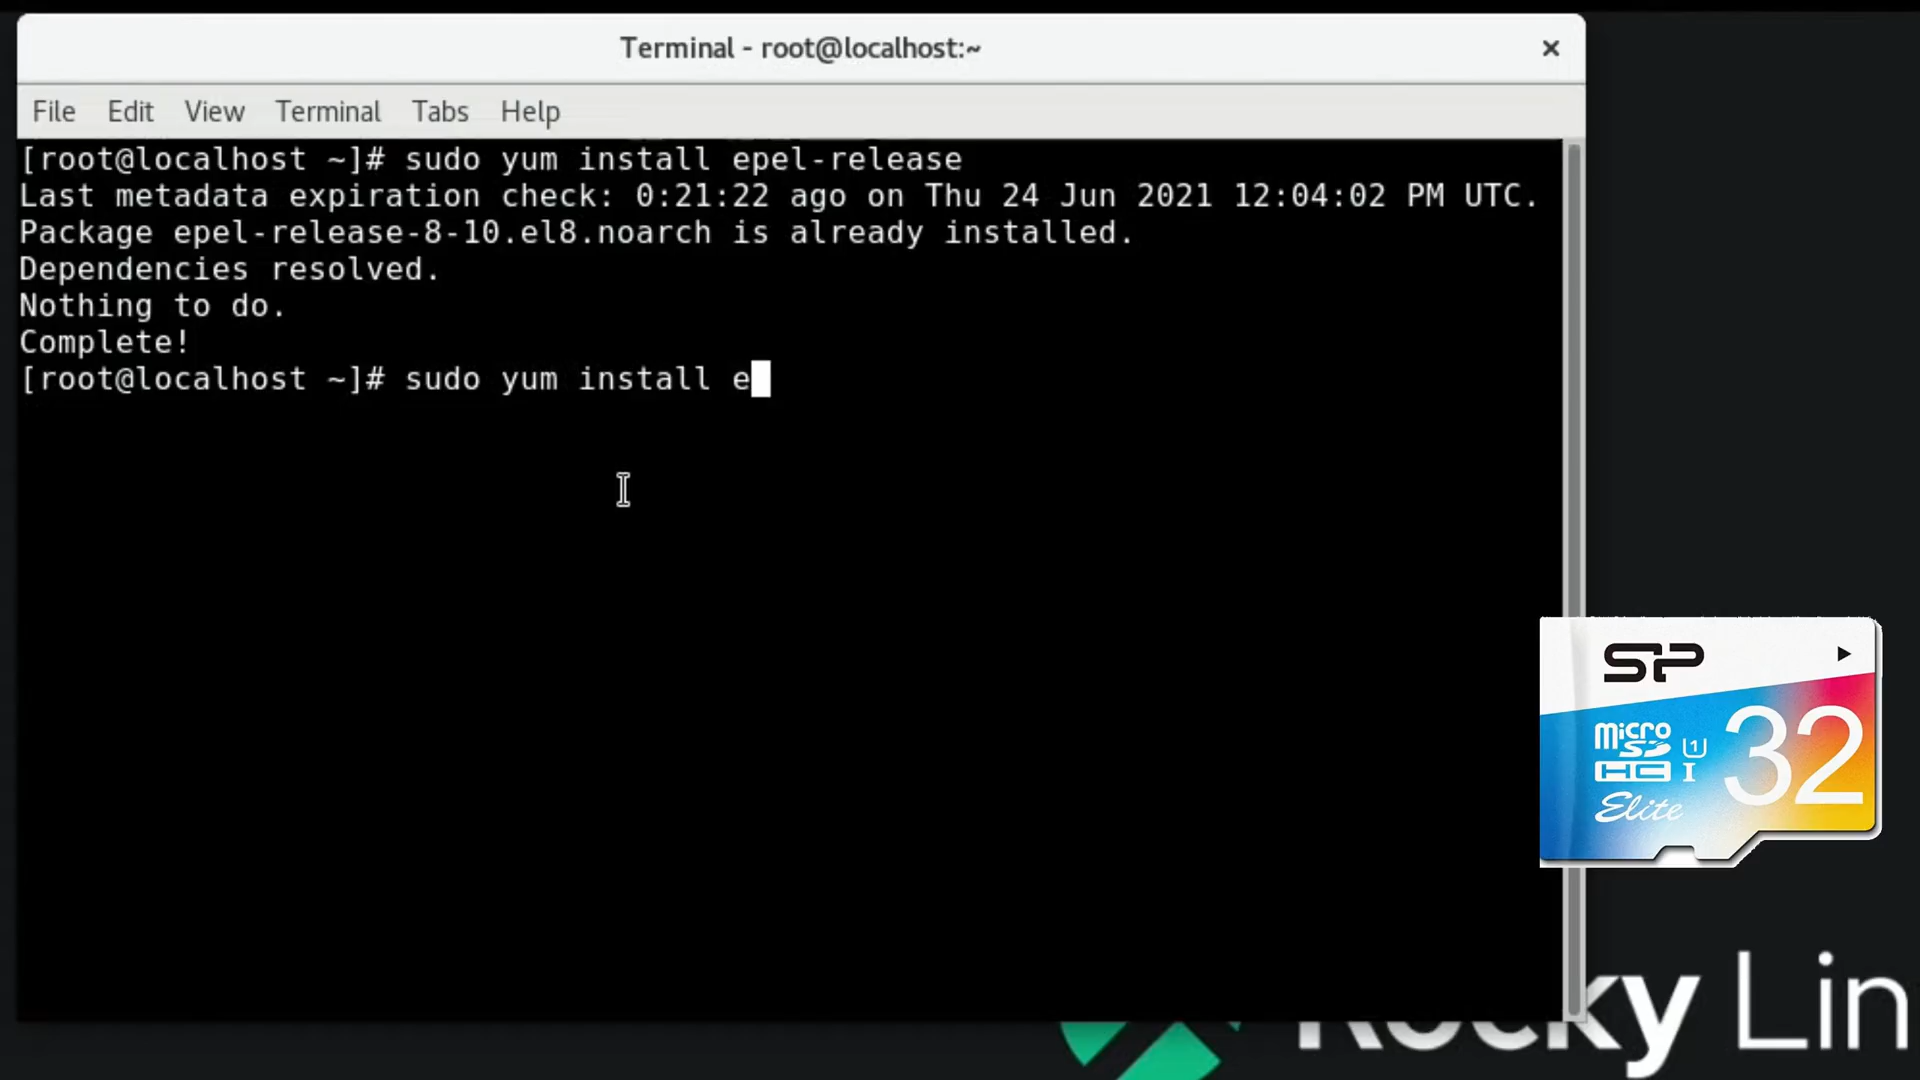 Terminal - root@localhost:~
File Edit View Terminal Tabs Help
[root@localhost ~]# sudo yum install epel-release
Last metadata expiration check: 0:21:22 ago on Thu 24 Jun 2021 12:04:02 PM UTC.
Package epel-release-8-10.el8.noarch is already installed.
Dependencies resolved.
Nothing to do.
Complete!
[root@localhost ~]# sudo yum install e
SP
micro
SD
HC I
U1
32
Elite
Rocky Lin